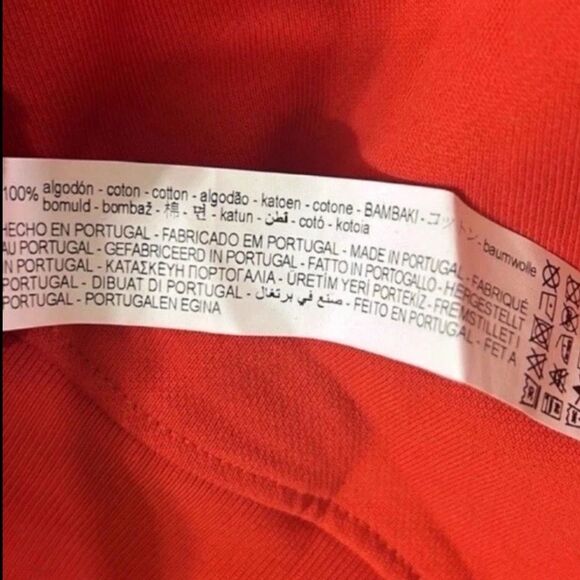 100% algodón - coton - cotton - algodão - katoen - cotone - BAMBAKI - コットン - baumwolle
bomuld - bombaž - 棉 - 면 - katun - قطن - cotó - kotoia
HECHO EN PORTUGAL - FABRICADO EM PORTUGAL - MADE IN PORTUGAL - FABRIQUÉ
AU PORTUGAL - GEFABRICEERD IN PORTUGAL - FATTO IN PORTOGALLO - HERGESTELLT
IN PORTUGAL - ΚΑΤΑΣΚΕΥΗ ΠΟΡΤΟΓΑΛΙΑ - ÜRETİM YERİ PORTEKİZ - FREMSTILLET I
PORTUGAL - DIBUAT DI PORTUGAL - صنع في برتغال - FEITO EN PORTUGAL - FET A
PORTUGAL - PORTUGALEN EGINA